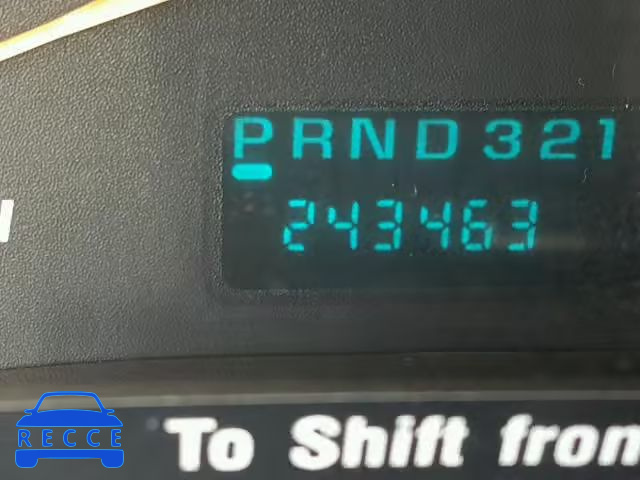 PRND321
243463
To Shift from
RECCE